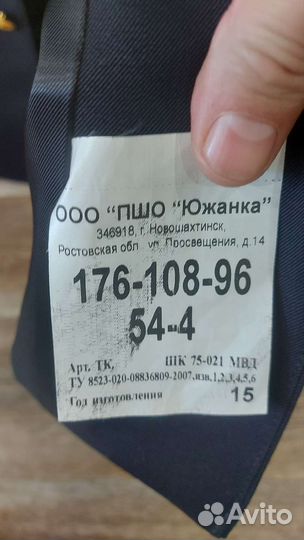 ООО "ПШО "Южанка"
346918, г. Новошахтинск,
Ростовская обл., ул. Просвещения, д.14
176-108-96
54-4
Арт. ТК, ШК 75-021 МВД
ТУ 8523-020-08836809-2007,изв.1,2,3,4,5,6
Год изготовления 15
Avito